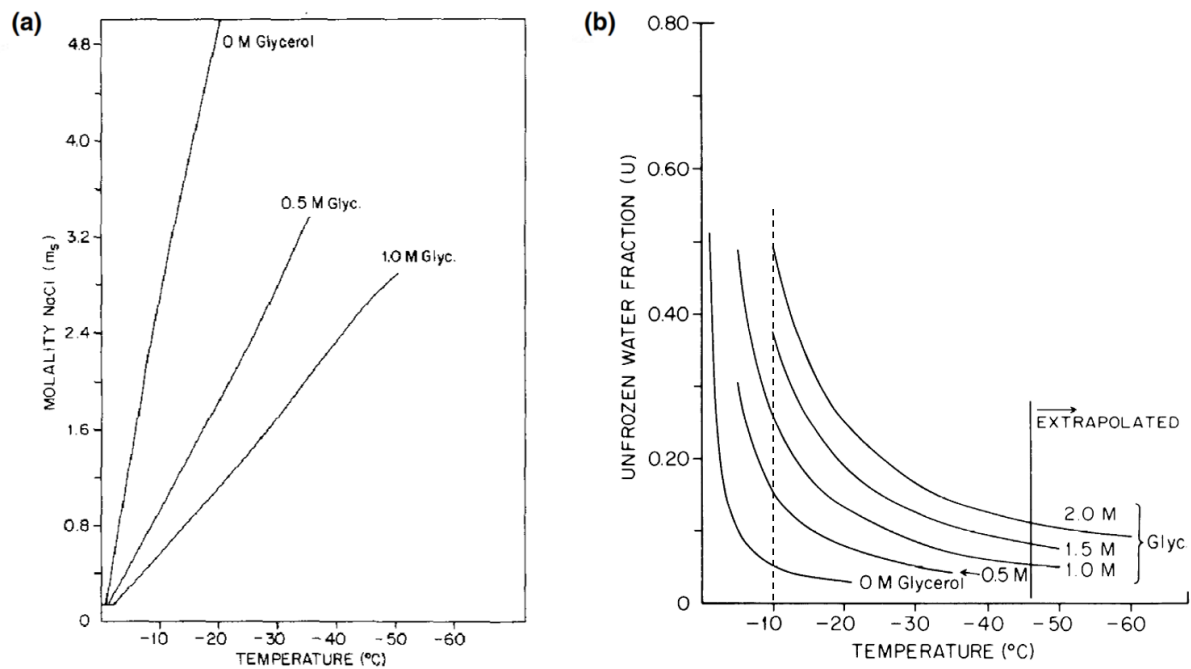 (a)
4.8
4.0
3.2
2.4
1.6
0.8
0
MOLALITY NaCl (mₛ)
0 M Glycerol
0.5 M Glyc.
1.0 M Glyc.
-10 -20 -30 -40 -50 -60
TEMPERATURE (°C)
(b)
0.80
0.60
0.40
0.20
0
UNFROZEN WATER FRACTION (U)
EXTRAPOLATED
2.0 M
1.5 M
1.0 M
Glyc.
0.5 M
0 M Glycerol
-10 -20 -30 -40 -50 -60
TEMPERATURE (°C)